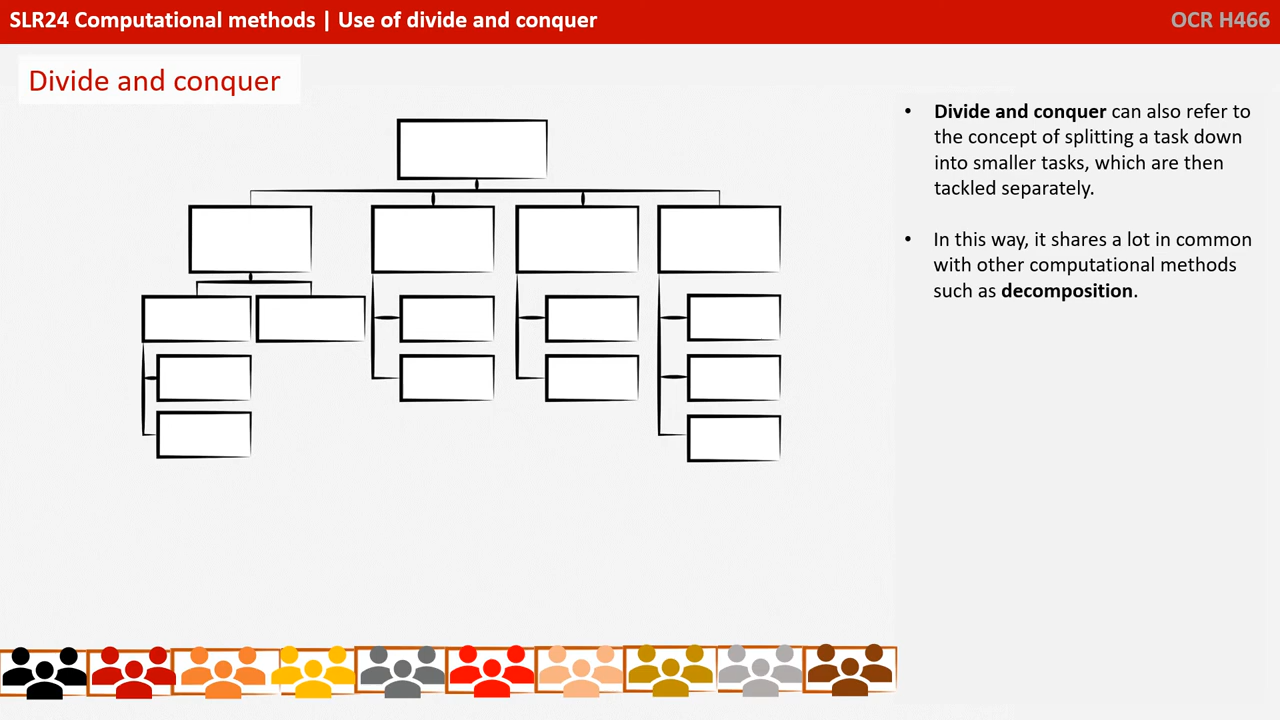 SLR24 Computational methods | Use of divide and conquer
OCR H466
Divide and conquer
• Divide and conquer can also refer to
the concept of splitting a task down
into smaller tasks, which are then
tackled separately.
• In this way, it shares a lot in common
with other computational methods
such as decomposition.